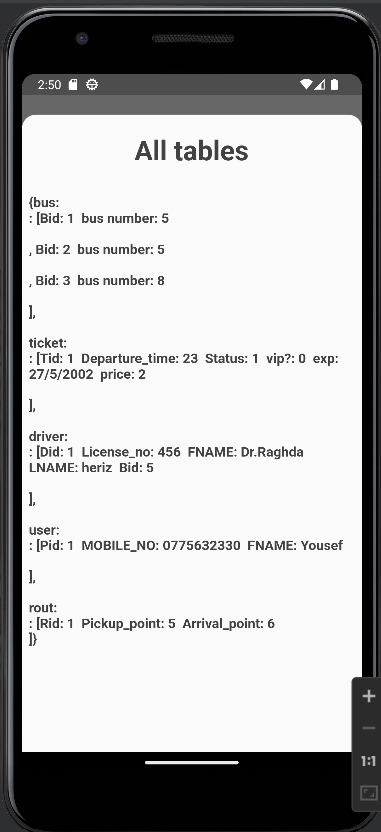 2:50
All tables
{bus:
: [Bid: 1  bus number: 5
, Bid: 2  bus number: 5
, Bid: 3  bus number: 8
],
ticket:
: [Tid: 1  Departure_time: 23  Status: 1  vip?: 0  exp:
27/5/2002  price: 2
],
driver:
: [Did: 1  License_no: 456  FNAME: Dr.Raghda
LNAME: heriz  Bid: 5
],
user:
: [Pid: 1  MOBILE_NO: 0775632330  FNAME: Yousef
],
rout:
: [Rid: 1  Pickup_point: 5  Arrival_point: 6
]}
1:1